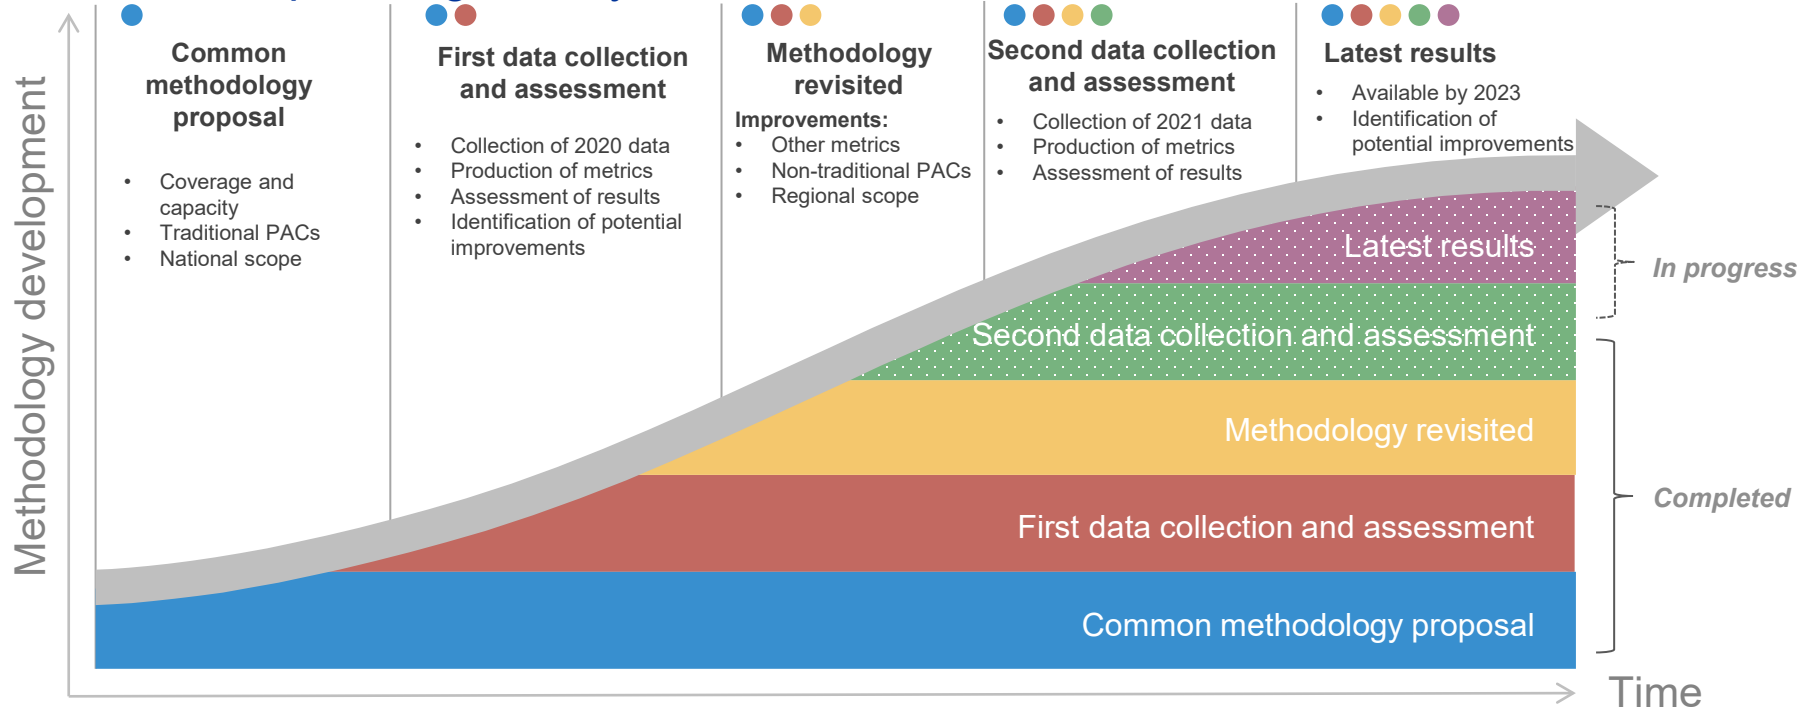 Common
methodology
proposal
• Coverage and
capacity
• Traditional PACs
• National scope
First data collection
and assessment
• Collection of 2020 data
• Production of metrics
• Assessment of results
• Identification of potential
improvements
Methodology
revisited
Improvements:
• Other metrics
• Non-traditional PACs
• Regional scope
Second data collection
and assessment
• Collection of 2021 data
• Production of metrics
• Assessment of results
Latest results
• Available by 2023
• Identification of
potential improvements
Methodology development
Latest results
Second data collection and assessment
Methodology revisited
First data collection and assessment
Common methodology proposal
In progress
Completed
Time